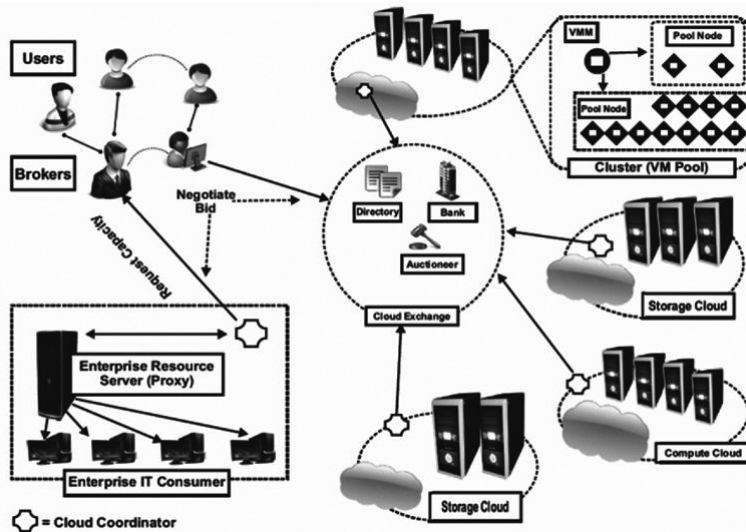 Users
Brokers
Negotiate
Bid
Request Capacity
Enterprise Resource
Server (Proxy)
Enterprise IT Consumer
= Cloud Coordinator
Directory
Bank
Auctioneer
Cloud Exchange
VMM
Pool Node
Pool Node
Cluster (VM Pool)
Storage Cloud
Compute Cloud
Storage Cloud